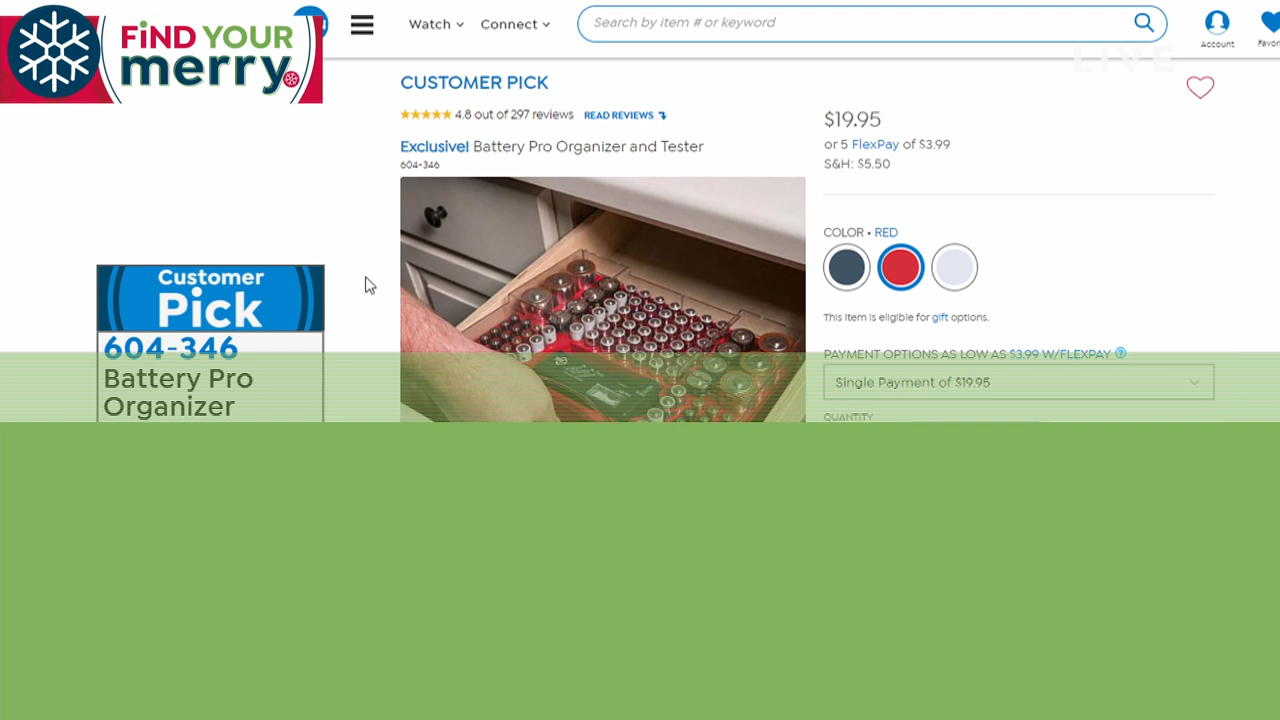 FiND YOUR
merry
Watch
Connect
Search by item # or keyword
Account
LIVE
CUSTOMER PICK
4.8 out of 297 reviews READ REVIEWS
Exclusive! Battery Pro Organizer and Tester
604-346
$19.95
or 5 FlexPay of $3.99
S&H: $5.50
COLOR • RED
This item is eligible for gift options.
PAYMENT OPTIONS AS LOW AS $3.99 W/FLEXPAY ?
Single Payment of $19.95
QUANTITY
Customer
Pick
604-346
Battery Pro
Organizer